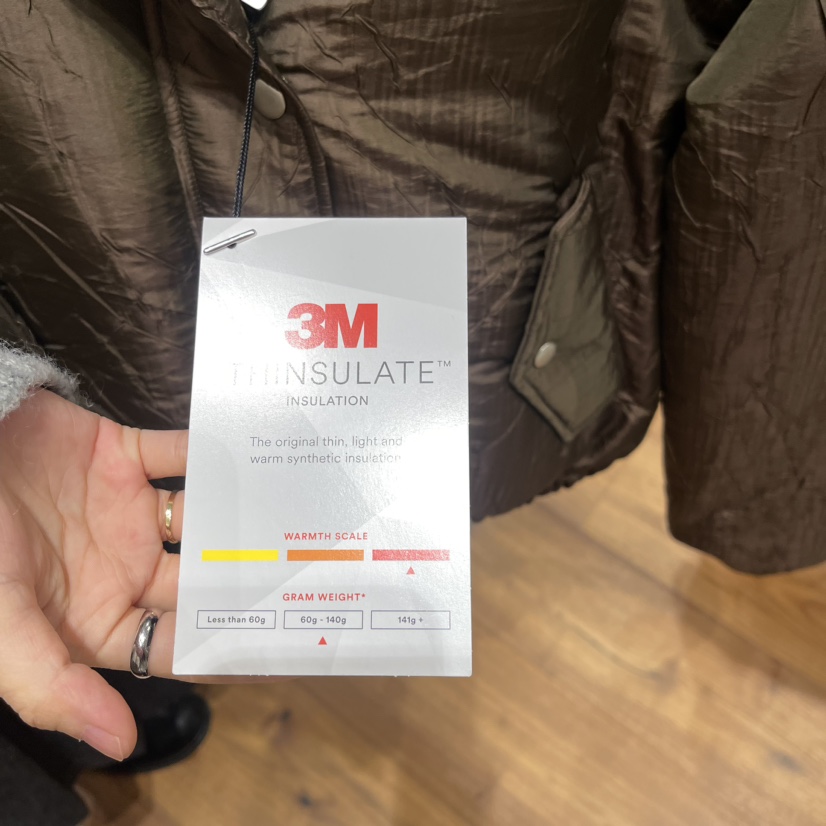 3M
THINSULATE™
INSULATION
The original thin, light and
warm synthetic insulation
WARMTH SCALE
GRAM WEIGHT*
Less than 60g
60g - 140g
141g +